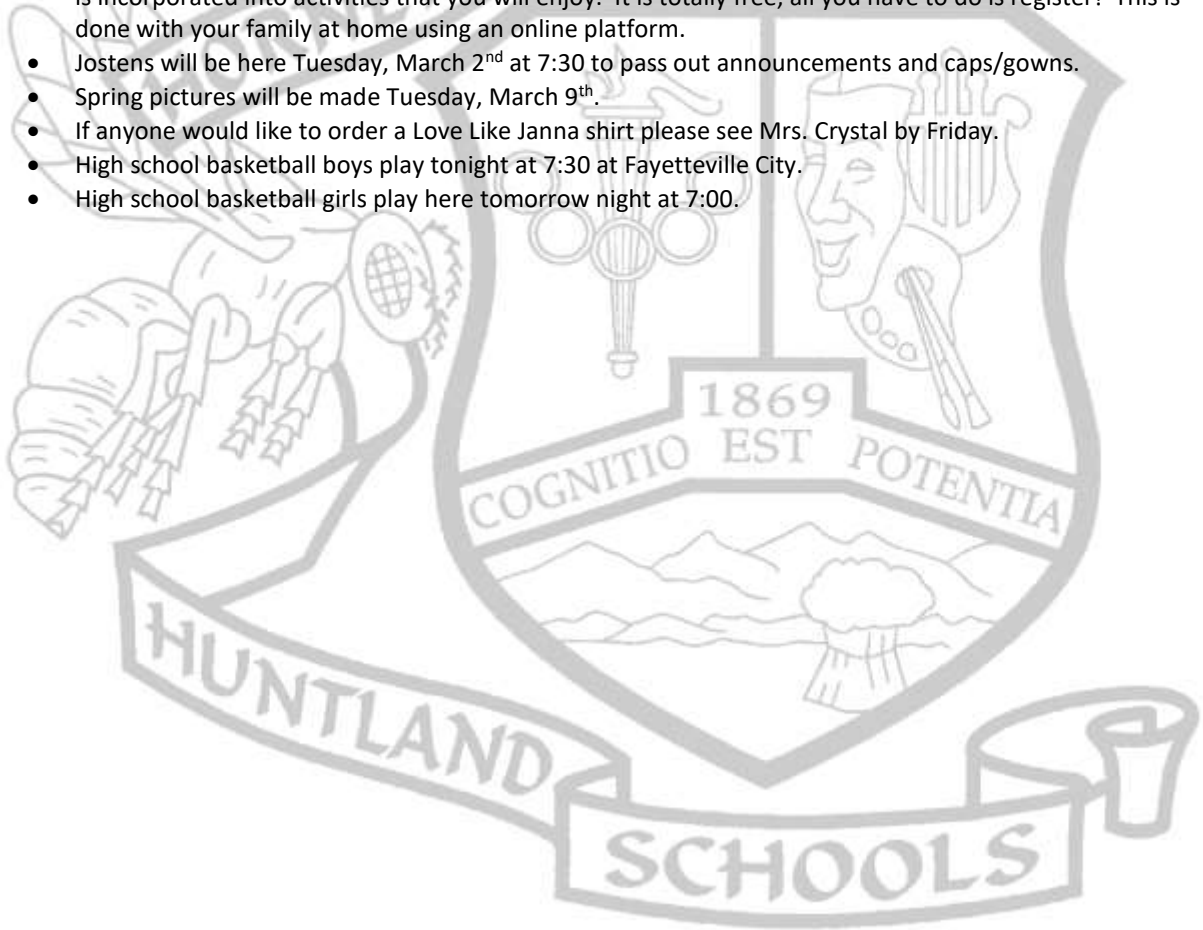 is incorporated into activities that you will enjoy! It is totally free, all you have to do is register! This is
done with your family at home using an online platform.
• Jostens will be here Tuesday, March 2nd at 7:30 to pass out announcements and caps/gowns.
• Spring pictures will be made Tuesday, March 9th.
• If anyone would like to order a Love Like Janna shirt please see Mrs. Crystal by Friday.
• High school basketball boys play tonight at 7:30 at Fayetteville City.
• High school basketball girls play here tomorrow night at 7:00.
1869
COGNITIO EST POTENTIA
HUNTLAND
SCHOOLS